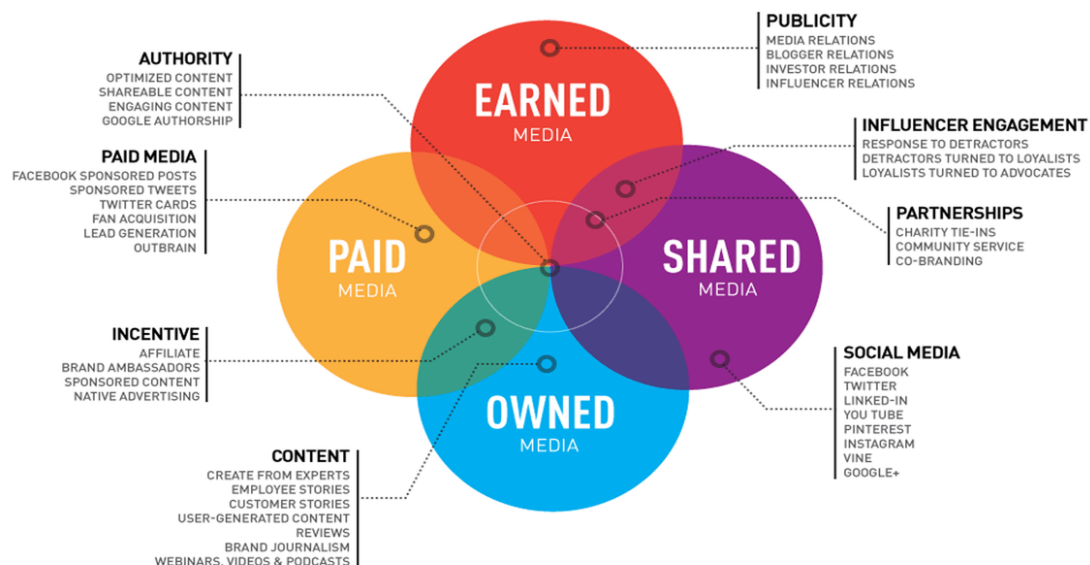 PUBLICITY
MEDIA RELATIONS
BLOGGER RELATIONS
INVESTOR RELATIONS
INFLUENCER RELATIONS
AUTHORITY
OPTIMIZED CONTENT
SHAREABLE CONTENT
ENGAGING CONTENT
GOOGLE AUTHORSHIP
EARNED
MEDIA
INFLUENCER ENGAGEMENT
RESPONSE TO DETRACTORS
DETRACTORS TURNED TO LOYALISTS
LOYALISTS TURNED TO ADVOCATES
PAID MEDIA
FACEBOOK SPONSORED POSTS
SPONSORED TWEETS
TWITTER CARDS
FAN ACQUISITION
LEAD GENERATION
OUTBRAIN
PARTNERSHIPS
CHARITY TIE-INS
COMMUNITY SERVICE
CO-BRANDING
PAID
MEDIA
SHARED
MEDIA
INCENTIVE
AFFILIATE
BRAND AMBASSADORS
SPONSORED CONTENT
NATIVE ADVERTISING
SOCIAL MEDIA
FACEBOOK
TWITTER
LINKED-IN
YOU TUBE
PINTEREST
INSTAGRAM
VINE
GOOGLE+
OWNED
MEDIA
CONTENT
CREATE FROM EXPERTS
EMPLOYEE STORIES
CUSTOMER STORIES
USER-GENERATED CONTENT
REVIEWS
BRAND JOURNALISM
WEBINARS, VIDEOS & PODCASTS